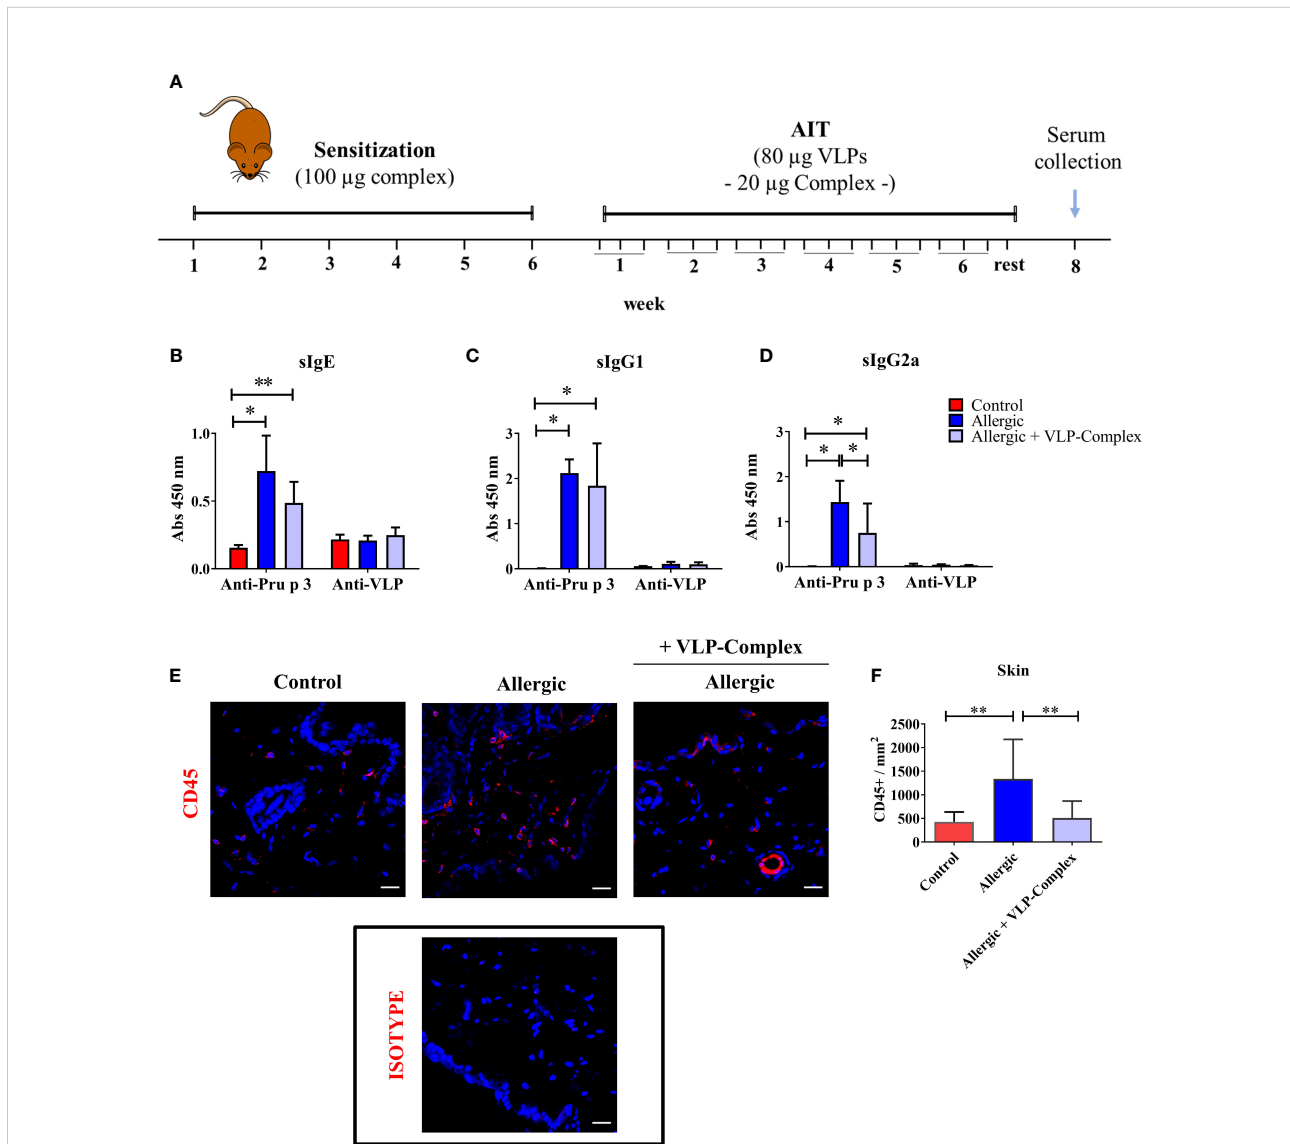 A
Sensitization
(100 µg complex)
AIT
(80 µg VLPs
- 20 µg Complex -)
Serum
collection
1 2 3 4 5 6 1 2 3 4 5 6 rest 8
week
B
sIgE
**
*
Abs 450 nm
1.0
0.5
0.0
Anti-Pru p 3 Anti-VLP
C
sIgG1
*
*
Abs 450 nm
3
2
1
0
Anti-Pru p 3 Anti-VLP
D
sIgG2a
*
* *
Abs 450 nm
3
2
1
0
Anti-Pru p 3 Anti-VLP
Control
Allergic
Allergic + VLP-Complex
E
+ VLP-Complex
Control Allergic Allergic
CD45
ISOTYPE
F
Skin
** **
CD45+ / mm²
2500
2000
1500
1000
500
0
Control
Allergic
Allergic + VLP-Complex